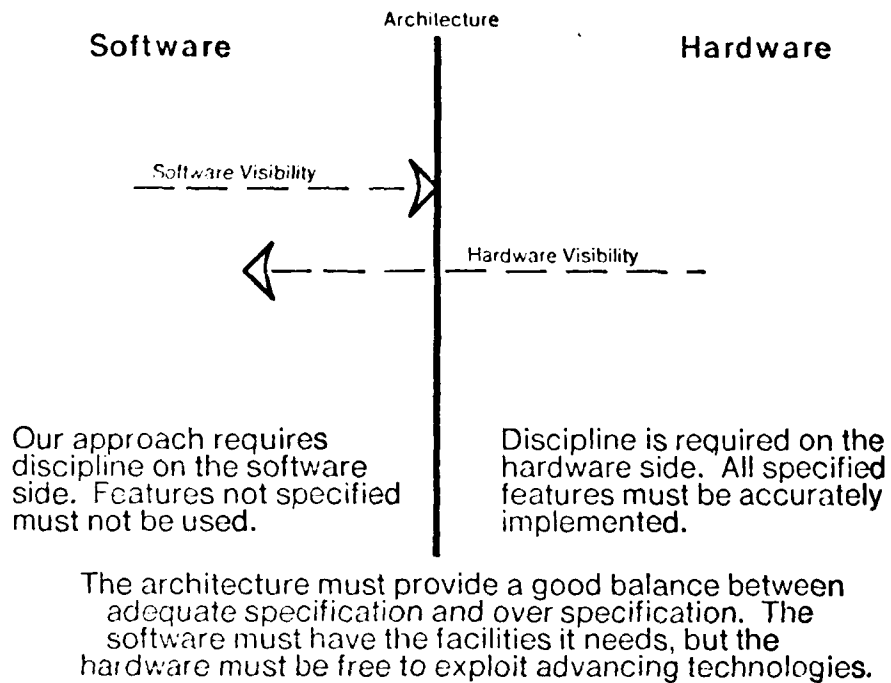 Architecture
Software
Hardware
Software Visibility
Hardware Visibility
Our approach requires
discipline on the software
side. Features not specified
must not be used.
Discipline is required on the
hardware side. All specified
features must be accurately
implemented.
The architecture must provide a good balance between
adequate specification and over specification. The
software must have the facilities it needs, but the
hardware must be free to exploit advancing technologies.